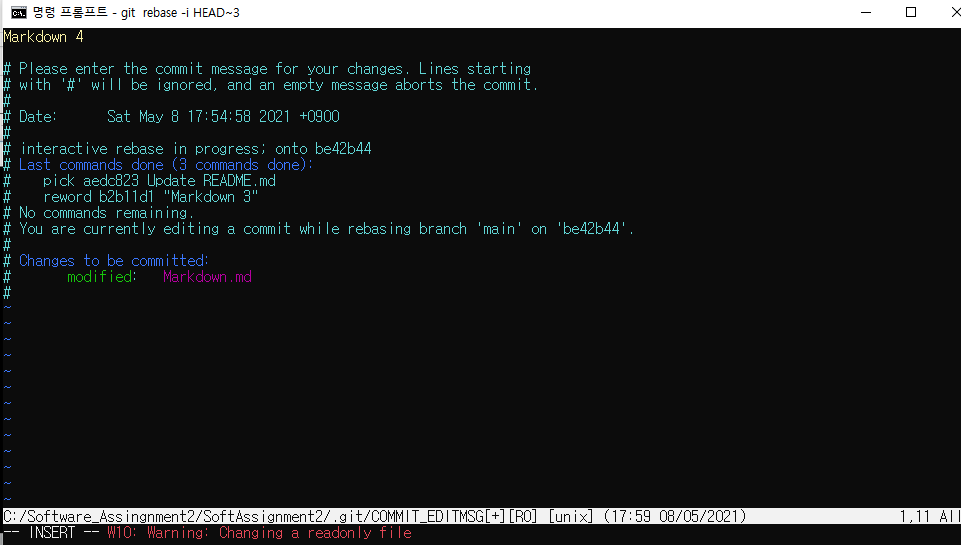 명령 프롬프트 - git rebase -i HEAD~3
Markdown 4
# Please enter the commit message for your changes. Lines starting
# with '#' will be ignored, and an empty message aborts the commit.
#
# Date:      Sat May 8 17:54:58 2021 +0900
#
# interactive rebase in progress; onto be42b44
# Last commands done (3 commands done):
#    pick aedc823 Update README.md
#    reword b2b11d1 "Markdown 3"
# No commands remaining.
# You are currently editing a commit while rebasing branch 'main' on 'be42b44'.
#
# Changes to be committed:
#       modified:   Markdown.md
#
~
~
~
~
~
~
~
~
~
~
~
~
~
C:/Software_Assingnment2/SoftAssignment2/.git/COMMIT_EDITMSG[+][RO] [unix] (17:59 08/05/2021) 1,11 All
-- INSERT -- W10: Warning: Changing a readonly file